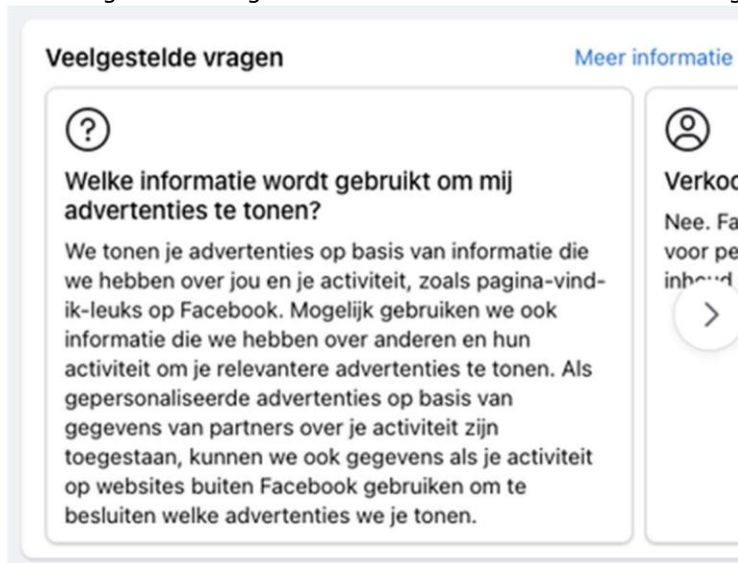 Veelgestelde vragen
Meer informatie
Welke informatie wordt gebruikt om mij
advertenties te tonen?
We tonen je advertenties op basis van informatie die
we hebben over jou en je activiteit, zoals pagina-vind-
ik-leuks op Facebook. Mogelijk gebruiken we ook
informatie die we hebben over anderen en hun
activiteit om je relevantere advertenties te tonen. Als
gepersonaliseerde advertenties op basis van
gegevens van partners over je activiteit zijn
toegestaan, kunnen we ook gegevens als je activiteit
op websites buiten Facebook gebruiken om te
besluiten welke advertenties we je tonen.
Verkoo
Nee. Fa
voor pe